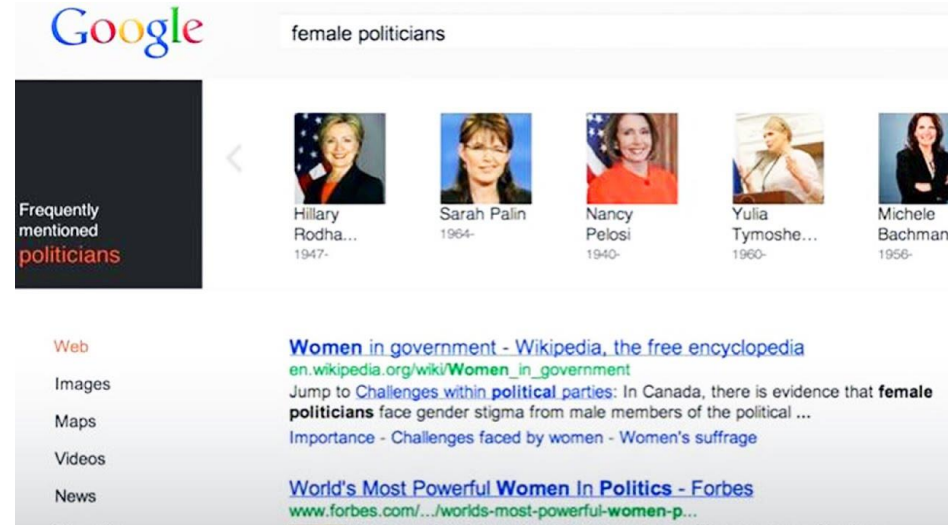 Google
female politicians
Frequently
mentioned
politicians
Hillary
Rodha...
1947-
Sarah Palin
1964-
Nancy
Pelosi
1940-
Yulia
Tymoshe...
1960-
Michele
Bachman
1956-
Web
Images
Maps
Videos
News
Women in government - Wikipedia, the free encyclopedia
en.wikipedia.org/wiki/Women_in_government
Jump to Challenges within political parties: In Canada, there is evidence that female
politicians face gender stigma from male members of the political ...
Importance - Challenges faced by women - Women's suffrage
World's Most Powerful Women In Politics - Forbes
www.forbes.com/.../worlds-most-powerful-women-p...